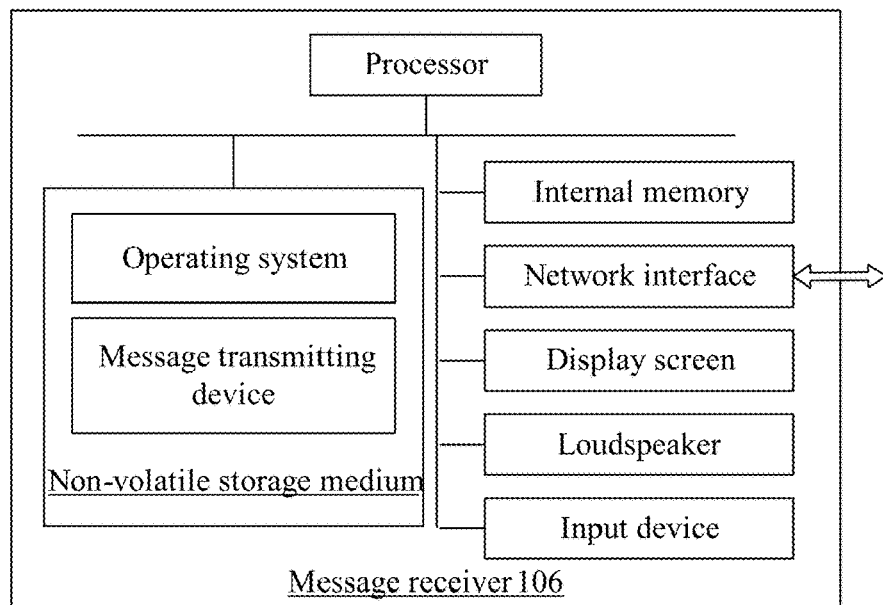 Processor
Operating system
Message transmitting
device
Non-volatile storage medium
Internal memory
Network interface
Display screen
Loudspeaker
Input device
Message receiver 106